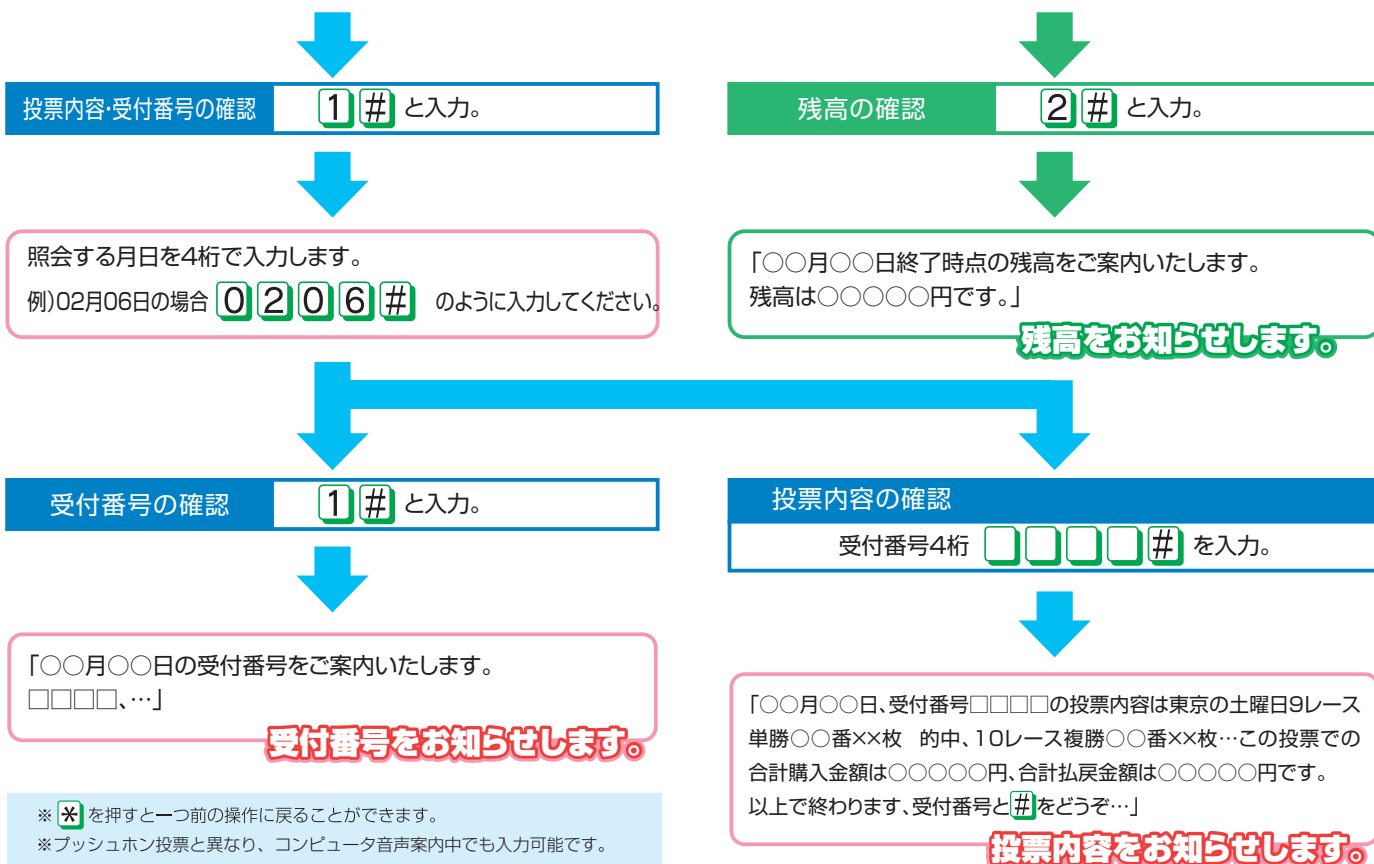 投票内容・受付番号の確認
1 # と入力。
照会する月日を4桁で入力します。
例)02月06日の場合 0 2 0 6 # のように入力してください。
残高の確認
2 # と入力。
「○○月○○日終了時点の残高をご案内いたします。
残高は○○○○○円です。」
残高をお知らせします。
受付番号の確認
1 # と入力。
「○○月○○日の受付番号をご案内いたします。
□□□□、…」
受付番号をお知らせします。
※ * を押すと一つ前の操作に戻ることができます。
※プッシュホン投票と異なり、コンピュータ音声案内中でも入力可能です。
投票内容の確認
受付番号4桁 □ □ □ □ # を入力。
「○○月○○日、受付番号□□□□の投票内容は東京の土曜日9レース
単勝○○番××枚 的中、10レース複勝○○番××枚…この投票での
合計購入金額は○○○○○円、合計払戻金額は○○○○○円です。
以上で終わります、受付番号と # をどうぞ…」
投票内容をお知らせします。